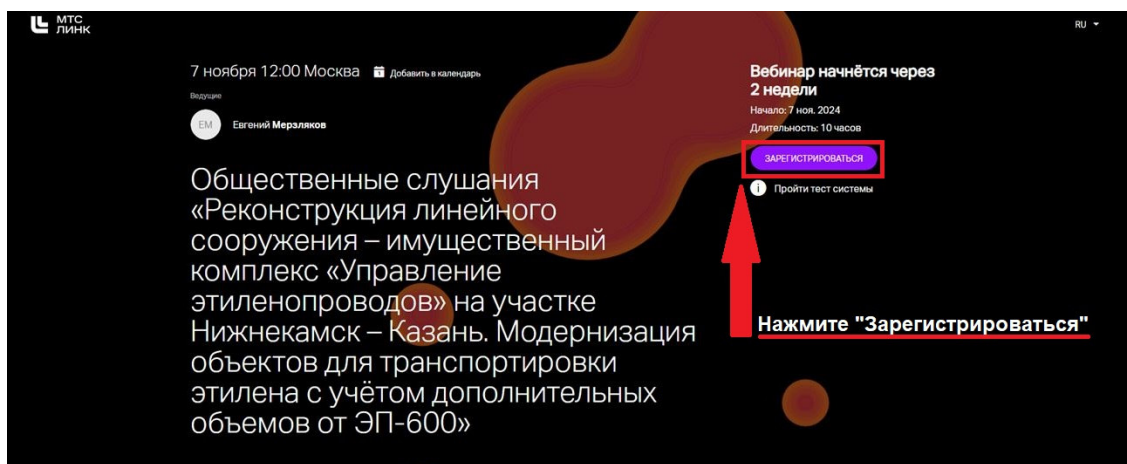 МТС
ЛИНК
RU
7 ноября 12:00 Москва
Добавить в календарь
Ведущие
ЕМ
Евгений Мерзляков
Общественные слушания
«Реконструкция линейного
сооружения – имущественный
комплекс «Управление
этиленопроводов» на участке
Нижнекамск – Казань. Модернизация
объектов для транспортировки
этилена с учётом дополнительных
объемов от ЭП-600»
Вебинар начнётся через
2 недели
Начало: 7 ноя. 2024
Длительность: 10 часов
ЗАРЕГИСТРИРОВАТЬСЯ
Пройти тест системы
Нажмите "Зарегистрироваться"